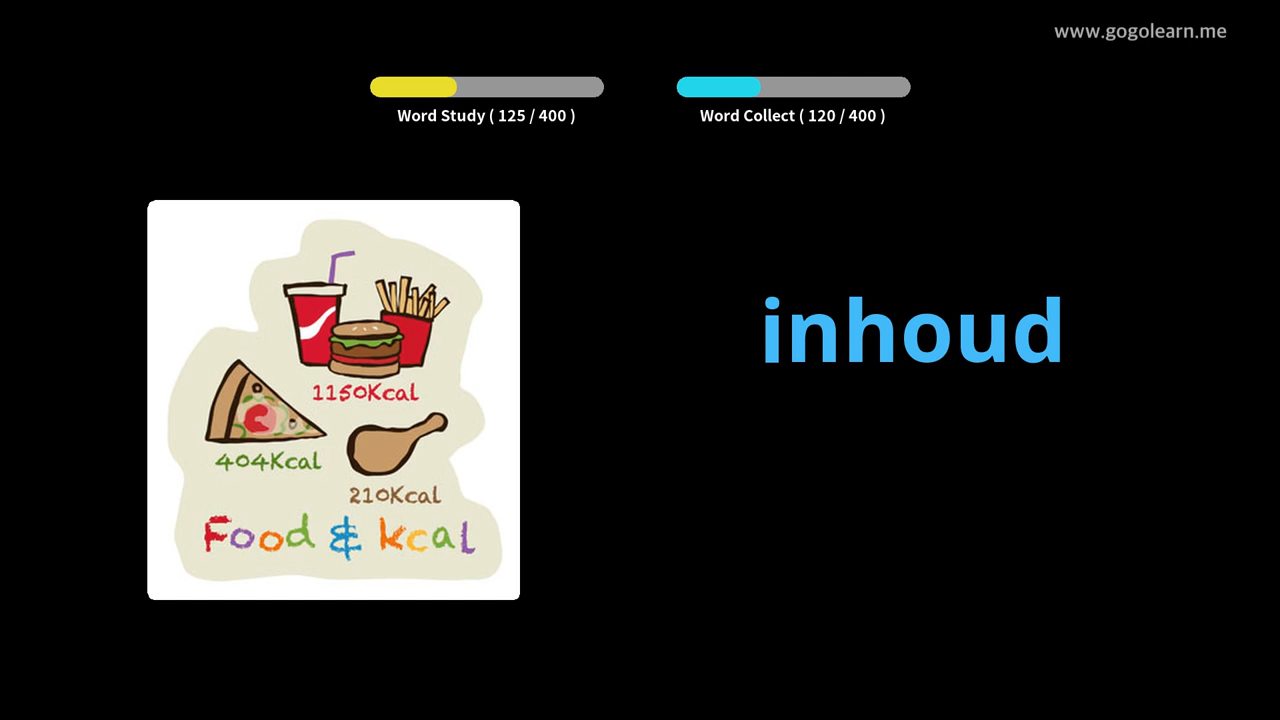 www.gogolearn.me
Word Study ( 125 / 400 )
Word Collect ( 120 / 400 )
inhoud
1150Kcal
404Kcal
210Kcal
Food & kcal